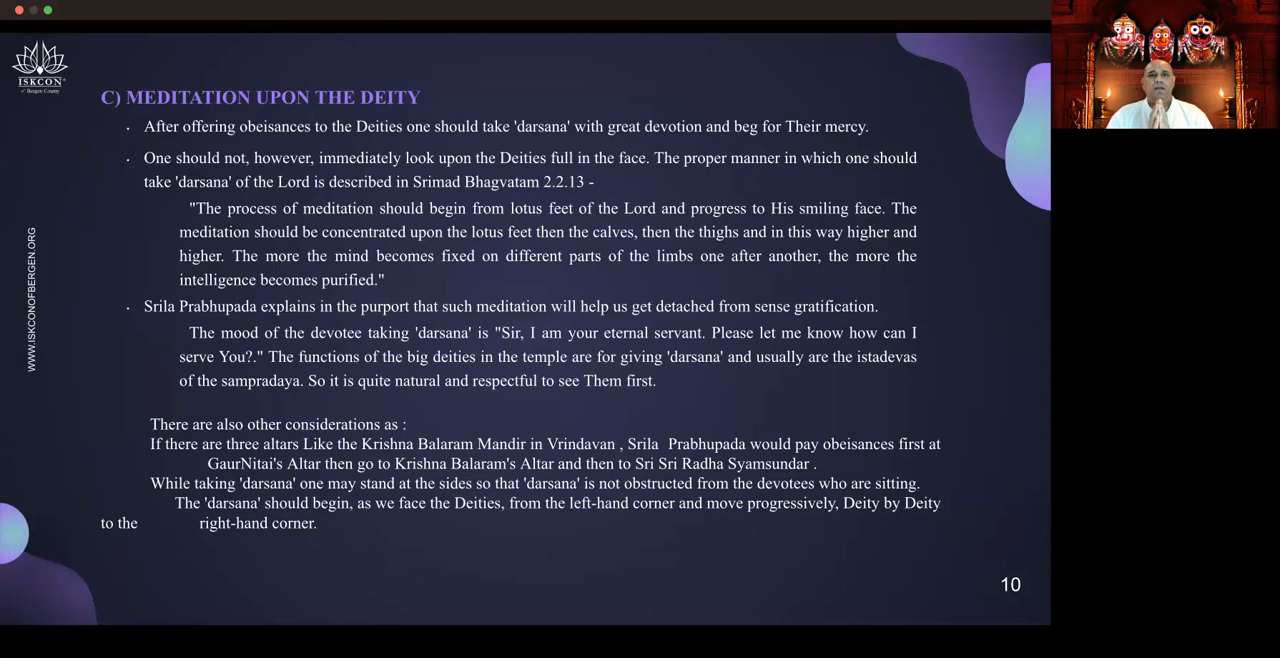 ISKCON
of Bergen County
WWW.ISKCONOFBERGEN.ORG
C) MEDITATION UPON THE DEITY
• After offering obeisances to the Deities one should take 'darsana' with great devotion and beg for Their mercy.
• One should not, however, immediately look upon the Deities full in the face. The proper manner in which one should
take 'darsana' of the Lord is described in Srimad Bhagvatam 2.2.13 -
"The process of meditation should begin from lotus feet of the Lord and progress to His smiling face. The
meditation should be concentrated upon the lotus feet then the calves, then the thighs and in this way higher and
higher. The more the mind becomes fixed on different parts of the limbs one after another, the more the
intelligence becomes purified."
• Srila Prabhupada explains in the purport that such meditation will help us get detached from sense gratification.
The mood of the devotee taking 'darsana' is "Sir, I am your eternal servant. Please let me know how can I
serve You?." The functions of the big deities in the temple are for giving 'darsana' and usually are the istadevas
of the sampradaya. So it is quite natural and respectful to see Them first.
There are also other considerations as :
If there are three altars Like the Krishna Balaram Mandir in Vrindavan , Srila Prabhupada would pay obeisances first at
GaurNitai's Altar then go to Krishna Balaram's Altar and then to Sri Sri Radha Syamsundar .
While taking 'darsana' one may stand at the sides so that 'darsana' is not obstructed from the devotees who are sitting.
The 'darsana' should begin, as we face the Deities, from the left-hand corner and move progressively, Deity by Deity
to the right-hand corner.
10